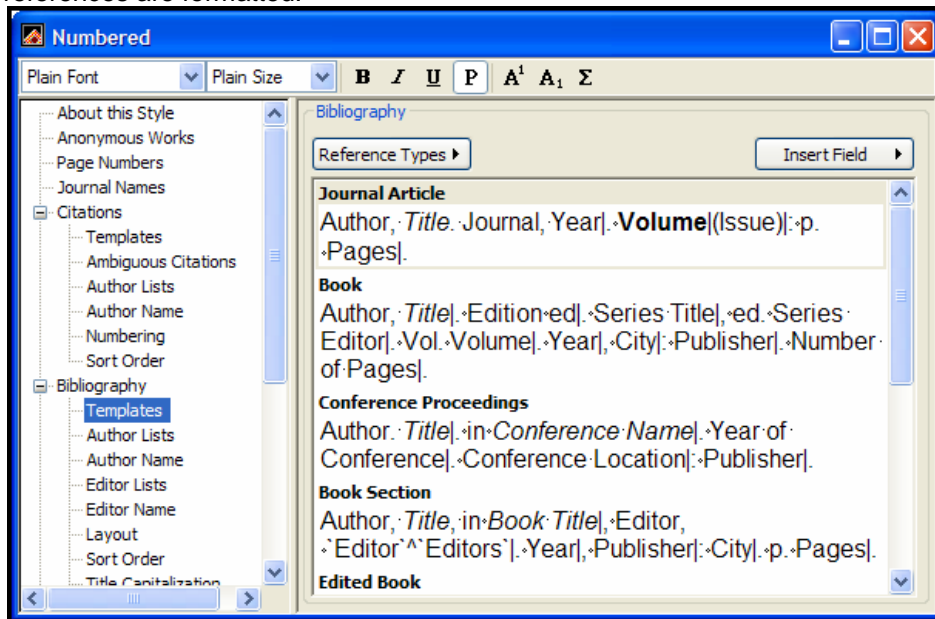 references are formatted.
Numbered
Plain Font Plain Size B I U P A1 A1 Σ
About this Style
Anonymous Works
Page Numbers
Journal Names
Citations
Templates
Ambiguous Citations
Author Lists
Author Name
Numbering
Sort Order
Bibliography
Templates
Author Lists
Author Name
Editor Lists
Editor Name
Layout
Sort Order
Title Capitalization
Bibliography
Reference Types Insert Field
Journal Article
Author,·Title.·Journal,·Year|.·Volume|(Issue)|:·p.
·Pages|.
Book
Author,·Title|.·Edition·ed|.·Series·Title|,·ed.·Series·
Editor|.·Vol.·Volume|.·Year|,·City|:·Publisher|.·Number·
of·Pages|.
Conference Proceedings
Author.·Title|.·in·Conference·Name|.·Year·of·
Conference|.·Conference·Location|:·Publisher|.
Book Section
Author,·Title,·in·Book·Title|,·Editor,
·`Editor`^`Editors`|.·Year|,·Publisher|:·City|.·p.·Pages|.
Edited Book